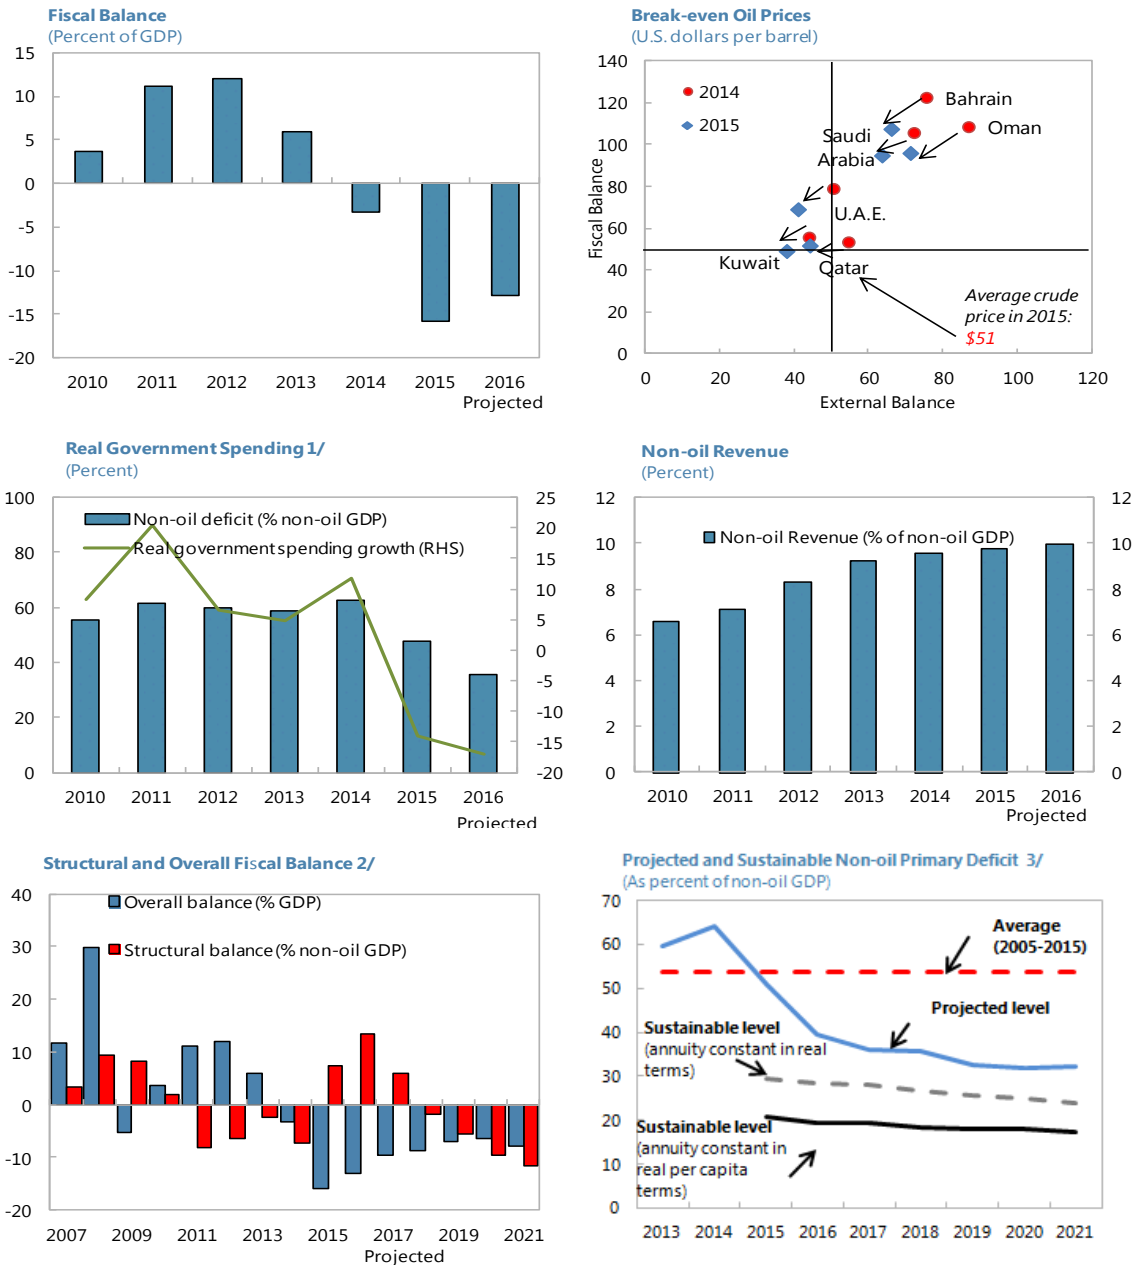 Fiscal Balance
(Percent of GDP)
15
10
5
0
-5
-10
-15
-20
2010 2011 2012 2013 2014 2015 2016
Projected
Break-even Oil Prices
(U.S. dollars per barrel)
140
120
100
80
60
40
20
0
Fiscal Balance
2014
2015
Bahrain
Oman
Saudi
Arabia
U.A.E.
Kuwait
Qatar
Average crude
price in 2015:
$51
0 20 40 60 80 100 120
External Balance
Real Government Spending 1/
(Percent)
100
80
60
40
20
0
Non-oil deficit (% non-oil GDP)
Real government spending growth (RHS)
25
20
15
10
5
0
-5
-10
-15
-20
2010 2011 2012 2013 2014 2015 2016
Projected
Non-oil Revenue
(Percent)
12
10
8
6
4
2
0
Non-oil Revenue (% of non-oil GDP)
12
10
8
6
4
2
0
2010 2011 2012 2013 2014 2015 2016
Projected
Structural and Overall Fiscal Balance 2/
40
30
20
10
0
-10
-20
Overall balance (% GDP)
Structural balance (% non-oil GDP)
2007 2009 2011 2013 2015 2017 2019 2021
Projected
Projected and Sustainable Non-oil Primary Deficit 3/
(As percent of non-oil GDP)
70
60
50
40
30
20
10
0
Average
(2005-2015)
Projected level
Sustainable level
(annuity constant in real
terms)
Sustainable level
(annuity constant in
real per capita
terms)
2013 2014 2015 2016 2017 2018 2019 2020 2021